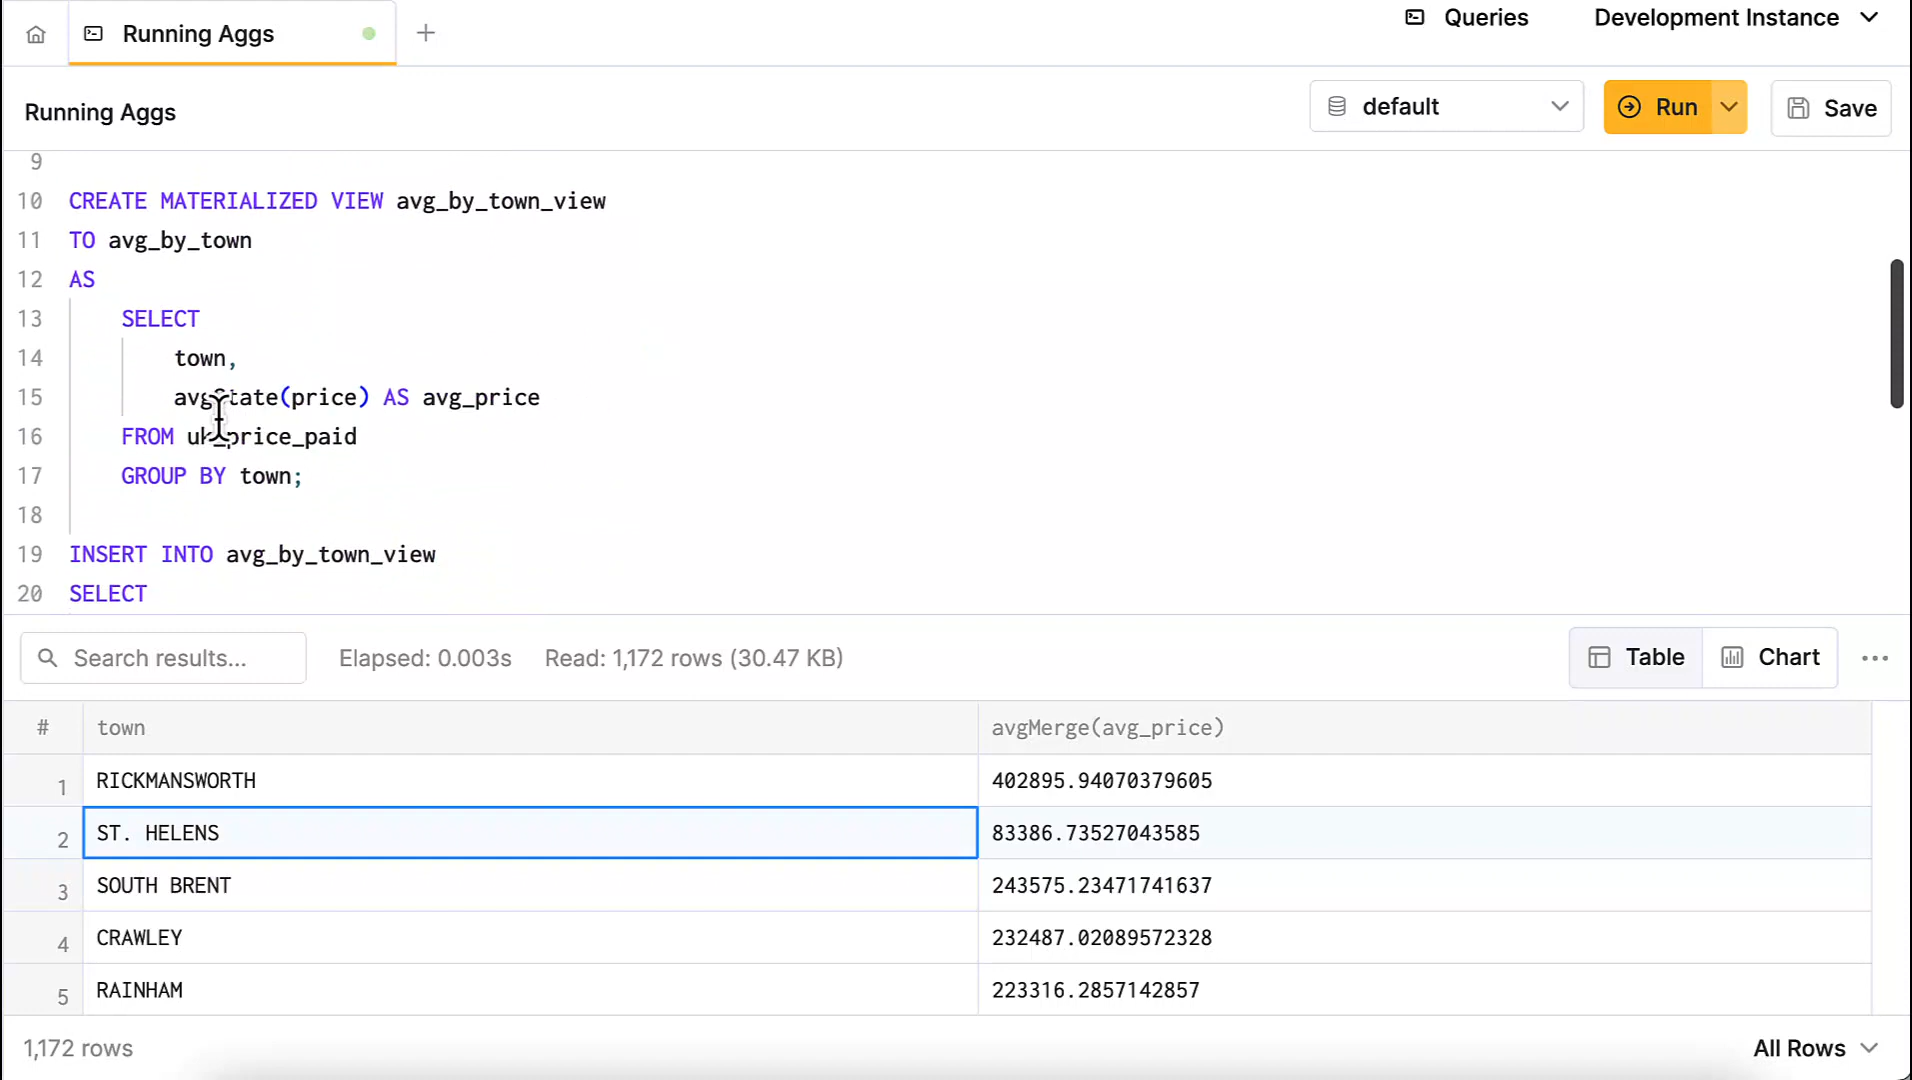 Running Aggs
Queries
Development Instance
Running Aggs
default
Run
Save
9
10 CREATE MATERIALIZED VIEW avg_by_town_view
11 TO avg_by_town
12 AS
13 SELECT
14 town,
15 avgState(price) AS avg_price
16 FROM uk_price_paid
17 GROUP BY town;
18
19 INSERT INTO avg_by_town_view
20 SELECT
Search results...
Elapsed: 0.003s
Read: 1,172 rows (30.47 KB)
Table
Chart
# town avgMerge(avg_price)
1 RICKMANSWORTH 402895.94070379605
2 ST. HELENS 83386.73527043585
3 SOUTH BRENT 243575.23471741637
4 CRAWLEY 232487.02089572328
5 RAINHAM 223316.2857142857
1,172 rows
All Rows